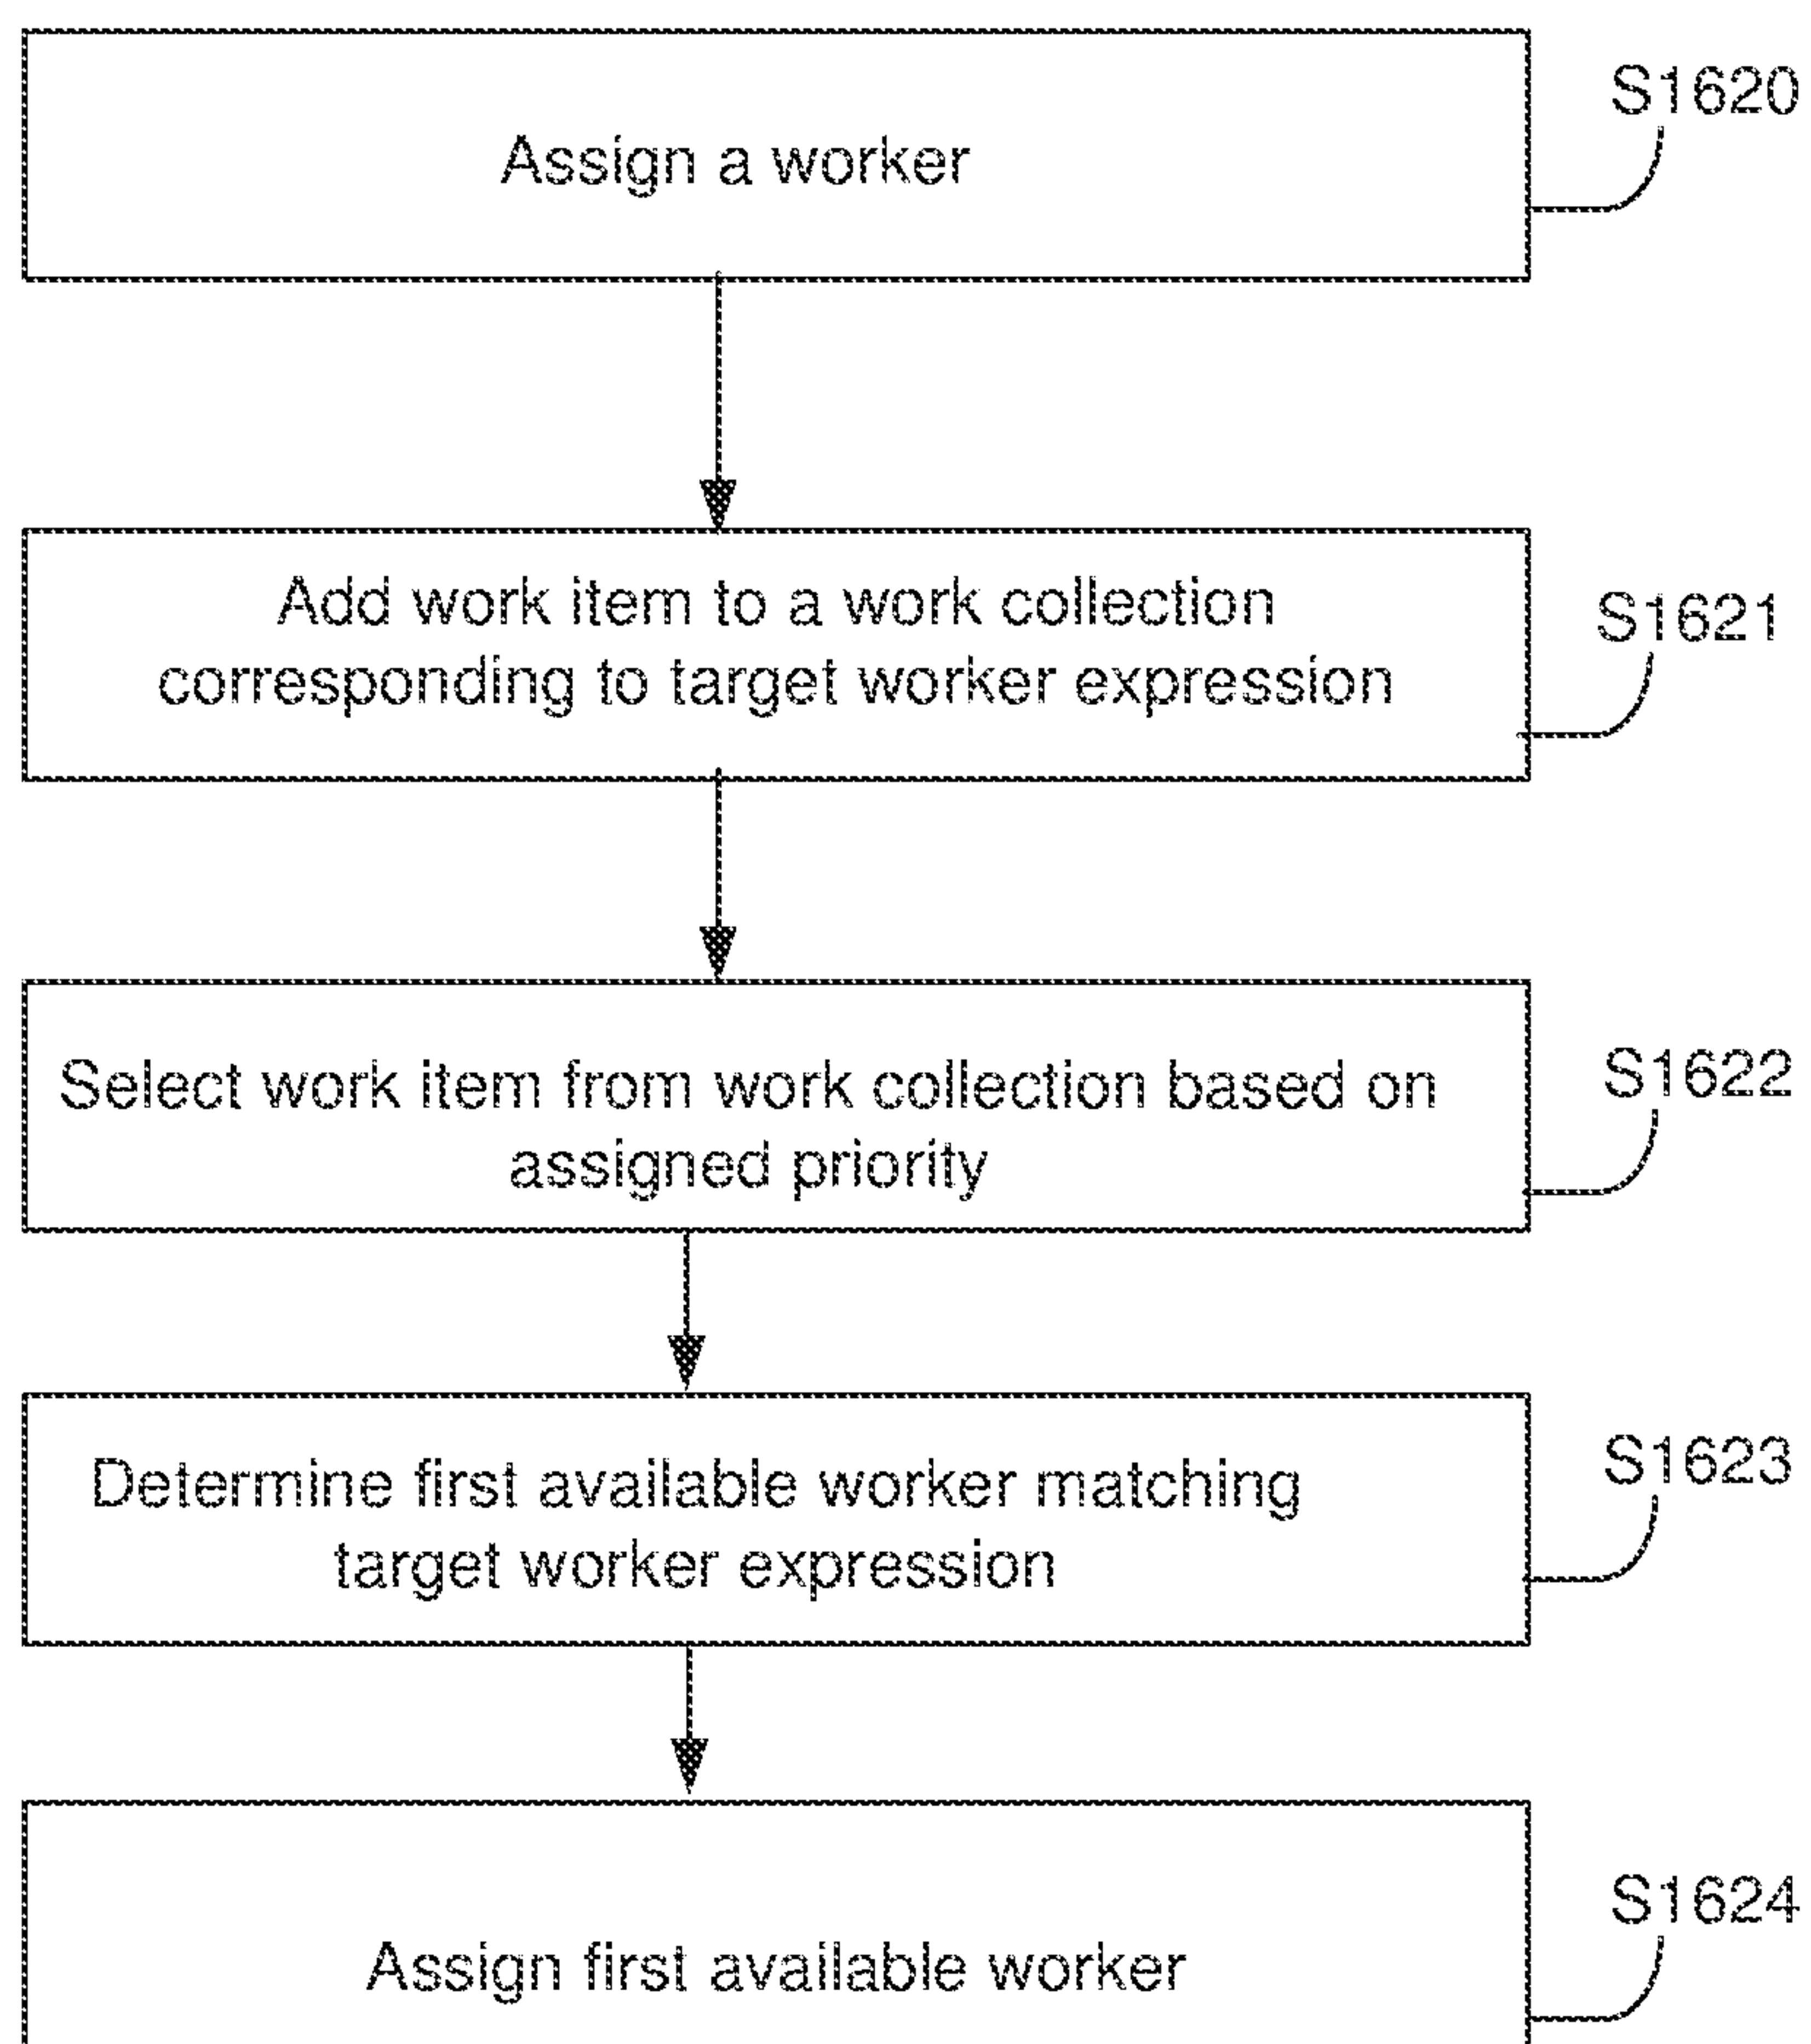 S1620
Assign a worker
Add work item to a work collection
S1621
corresponding to target worker expression
Select work item from work collection based on
S1622
assigned priority
Determine first available worker matching
S1623
target worker expression
S1624
Assign first available worker